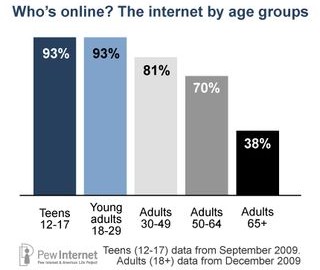 Who's online? The internet by age groups
93%
93%
81%
70%
38%
Teens
12-17
Young
adults
18-29
Adults
30-49
Adults
50-64
Adults
65+
PewInternet
Pew Internet & American Life Project
Teens (12-17) data from September 2009.
Adults (18+) data from December 2009